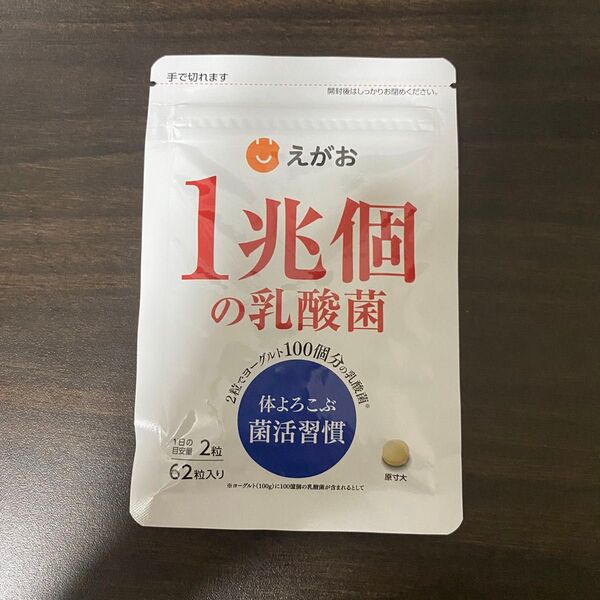 手で切れます
開封後はしっかりお閉めください。
えがお
1兆個
の乳酸菌
2粒でヨーグルト100個分の乳酸菌※
体よろこぶ
菌活習慣
1日の
目安量 2粒
62粒入り
原寸大
※ヨーグルト(100g)に100億個の乳酸菌が含まれるとして